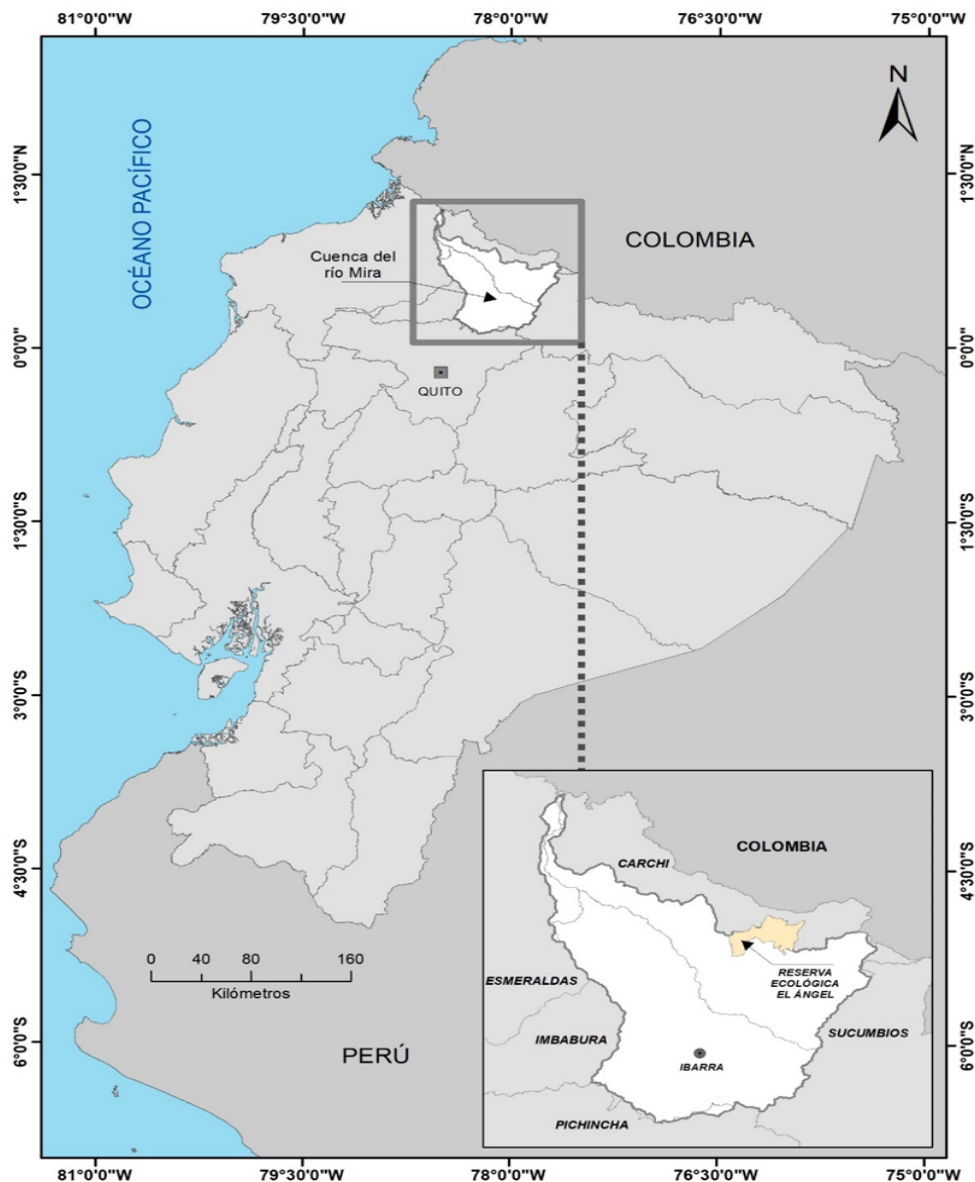 81°0'0"W
79°30'0"W
78°0'0"W
76°30'0"W
75°0'0"W
N
OCÉANO PACÍFICO
1°30'0"N
1°30'0"N
COLOMBIA
Cuenca del
río Mira
0°0'0"
0°0'0"
QUITO
1°30'0"S
1°30'0"S
3°0'0"S
3°0'0"S
4°30'0"S
4°30'0"S
COLOMBIA
CARCHI
0 40 80 160
Kilómetros
RESERVA
ECOLÓGICA
EL ÁNGEL
ESMERALDAS
IMBABURA
SUCUMBIOS
6°0'0"S
6°0'0"S
PERÚ
IBARRA
PICHINCHA
81°0'0"W
79°30'0"W
78°0'0"W
76°30'0"W
75°0'0"W